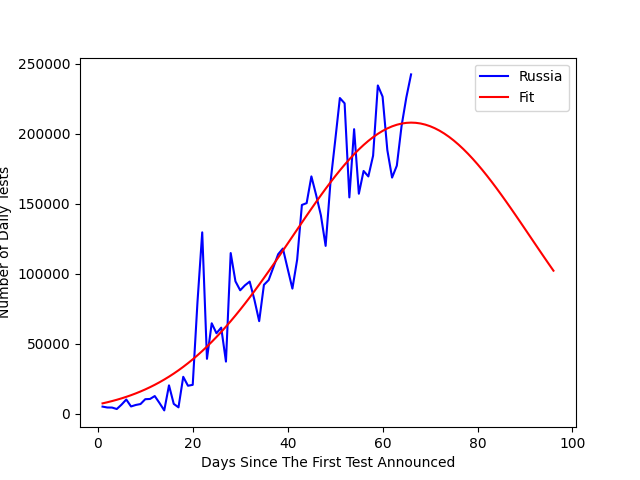 250000
200000
150000
100000
50000
0
0 20 40 60 80 100
Number of Daily Tests
Days Since The First Test Announced
Russia
Fit